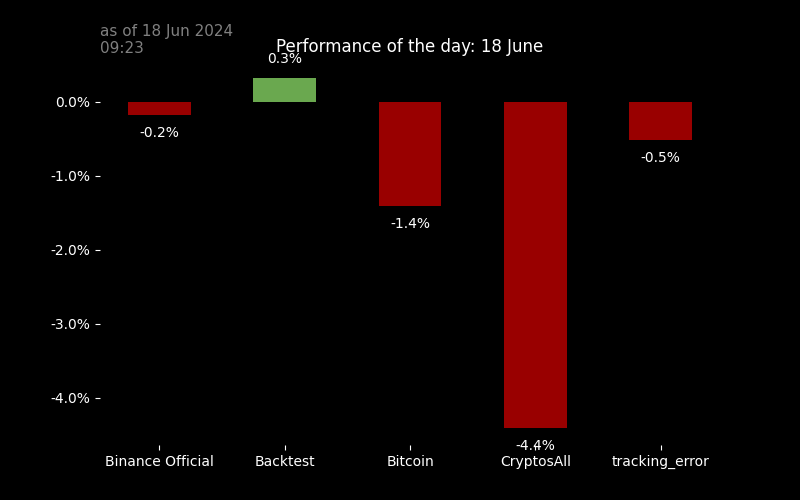 as of 18 Jun 2024
09:23
Performance of the day: 18 June
0.3%
0.0%
-0.2%
-0.5%
-1.0%
-1.4%
-2.0%
-3.0%
-4.0%
-4.4%
Binance Official
Backtest
Bitcoin
CryptosAll
tracking_error